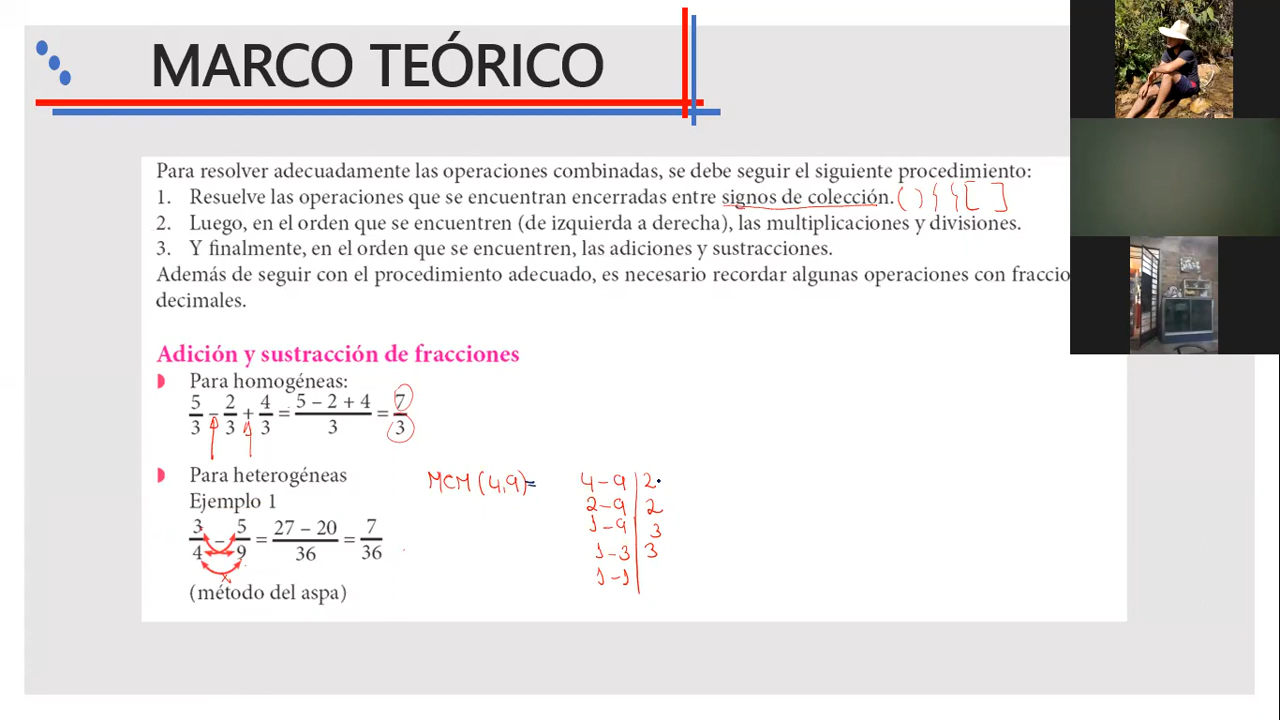 MARCO TEÓRICO
Para resolver adecuadamente las operaciones combinadas, se debe seguir el siguiente procedimiento:
1. Resuelve las operaciones que se encuentran encerradas entre signos de colección. ( ) { { [ ]
2. Luego, en el orden que se encuentren (de izquierda a derecha), las multiplicaciones y divisiones.
3. Y finalmente, en el orden que se encuentren, las adiciones y sustracciones.
Además de seguir con el procedimiento adecuado, es necesario recordar algunas operaciones con
decimales.
Adición y sustracción de fracciones
Para homogéneas:
5/3 - 2/3 + 4/3 = (5 – 2 + 4)/3 = 7/3
Para heterogéneas
Ejemplo 1
3/4 - 5/9 = (27 – 20)/36 = 7/36
x
(método del aspa)
MCM (4,9) =
4 - 9 | 2
2 - 9 | 2
1 - 9 | 3
1 - 3 | 3
1 - 1 |